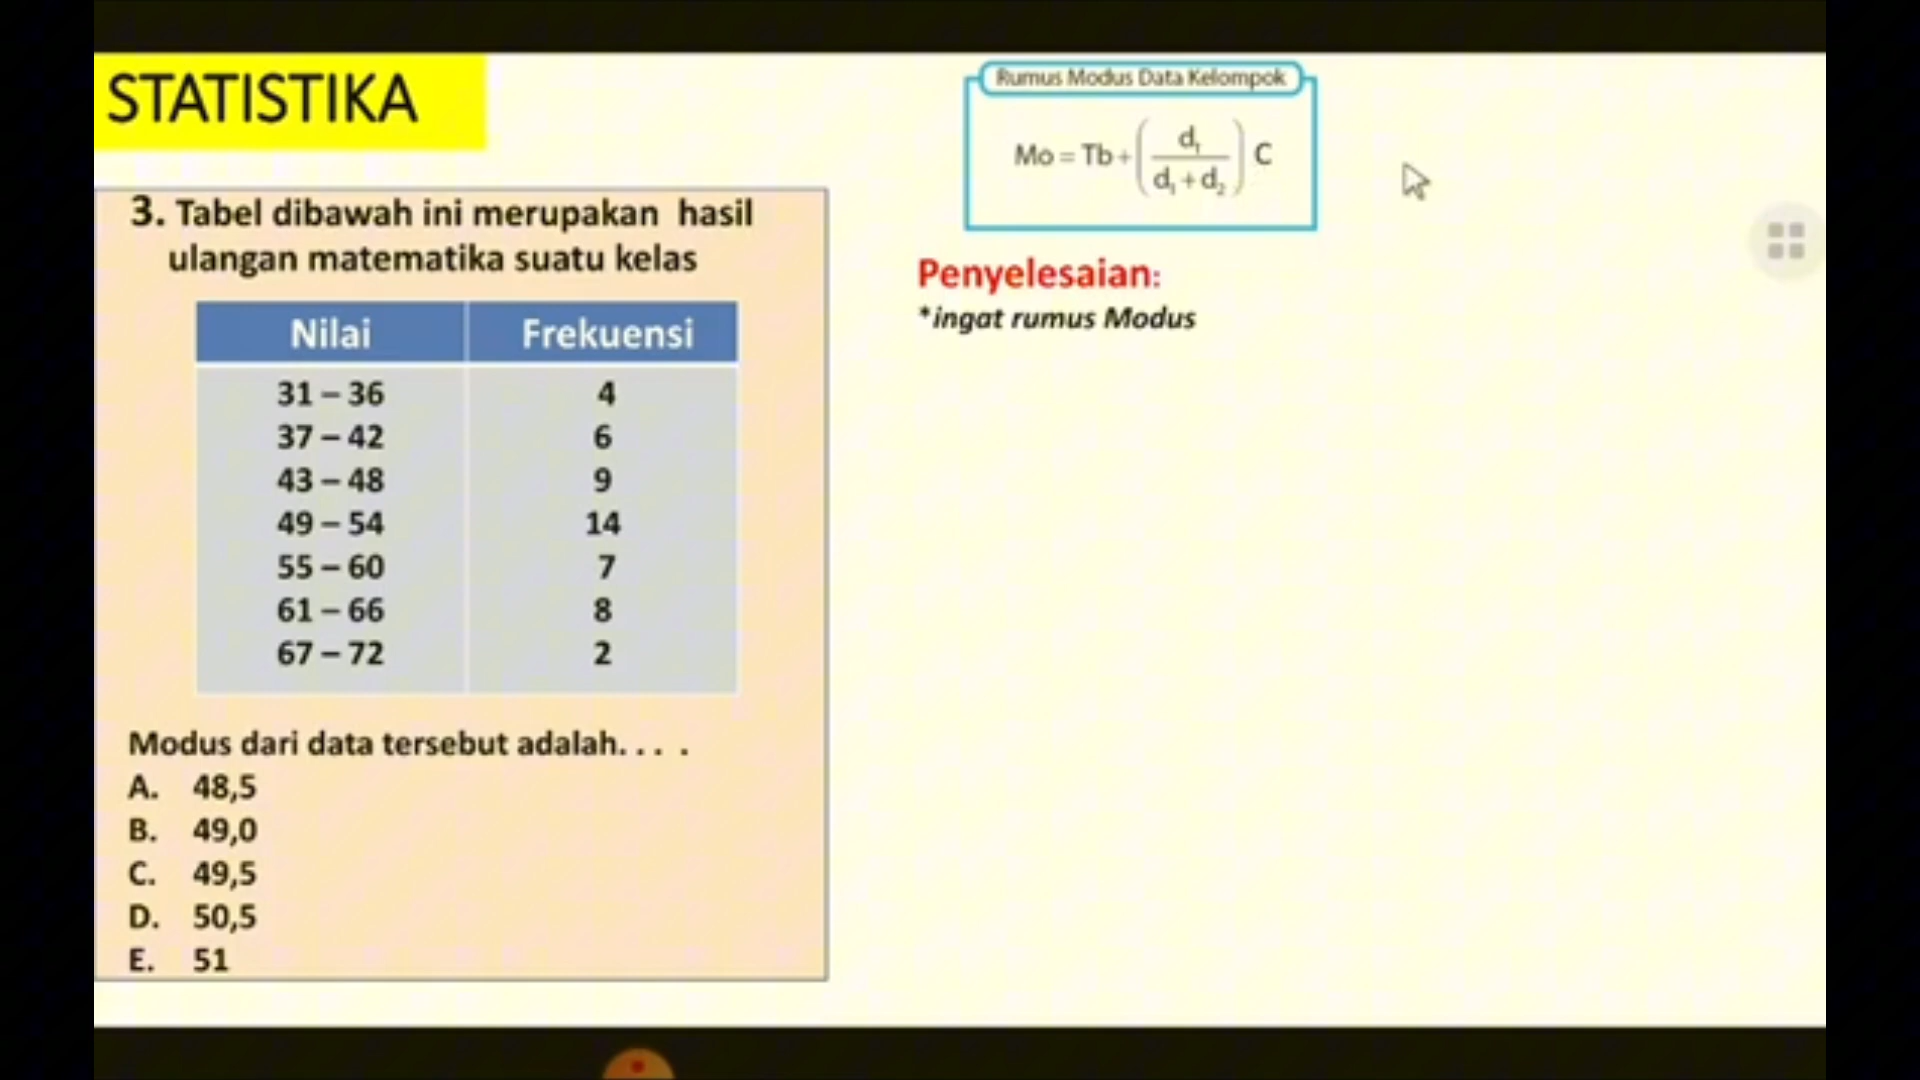 STATISTIKA
Rumus Modus Data Kelompok
Mo = Tb + (d₁ / d₁ + d₂) C
3. Tabel dibawah ini merupakan hasil
ulangan matematika suatu kelas
Nilai Frekuensi
31 – 36 4
37 – 42 6
43 – 48 9
49 – 54 14
55 – 60 7
61 – 66 8
67 – 72 2
Modus dari data tersebut adalah. . . .
A. 48,5
B. 49,0
C. 49,5
D. 50,5
E. 51
Penyelesaian:
*ingat rumus Modus